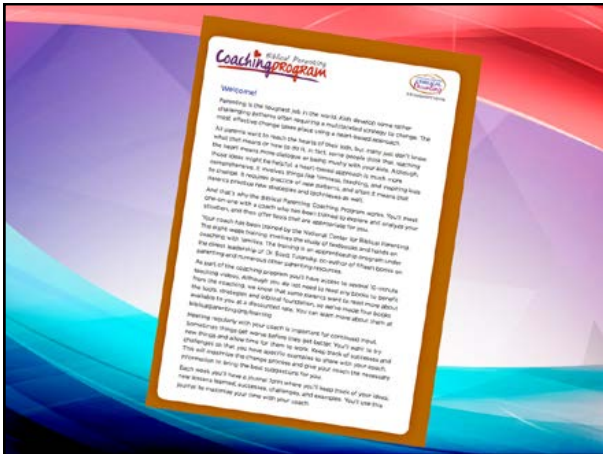 Biblical Parenting
Coaching program
Welcome!
Parenting is the toughest job in the world. Kids develop some rather
challenging patterns often requiring a multifaceted strategy to change. The
most effective change takes place using a heart-based approach.
All parents want to reach the hearts of their kids, but many just don't know
what that means or how to do it. In fact, some people think that reaching
the heart means more dialogue or being mushy with your kids. Although,
those ideas might be helpful, a heart-based approach is much more
comprehensive. It involves things like firmness, teaching, and inspiring kids
to change. It requires practice of new patterns, and often it means that
parents practice new strategies and techniques as well.
And that's why the Biblical Parenting Coaching Program works. You'll meet
one-on-one with a coach who has been trained to explore and analyze your
situation, and then offer tools that are appropriate for you.
Your coach has been trained by the National Center for Biblical Parenting.
The eight week training involves the study of textbooks and hands-on
coaching with families. The training is an apprenticeship program under
the direct leadership of Dr. Scott Turansky, co-author of fifteen books on
parenting and numerous other parenting resources.
As part of the coaching program you'll have access to several 10-minute
teaching videos. Although you do not need to read any books to benefit
from the coaching, we know that some parents want to read more about
the tools, strategies and biblical foundation, so we've made four books
available to you at a discounted rate. You can learn more about them at
biblicalparenting.org/learning.
Meeting regularly with your coach is important for continued input.
Sometimes things get worse before they get better. You'll want to try
new things and allow time for them to work. Keep track of successes and
challenges so that you have specific examples to share with your coach.
This will maximize the change process and give your coach the necessary
information to bring the best suggestions for you.
Each week you'll have a journal form where you'll keep track of your ideas,
new lessons learned, successes, challenges, and examples. You'll use this
journal to maximize your time with your coach.